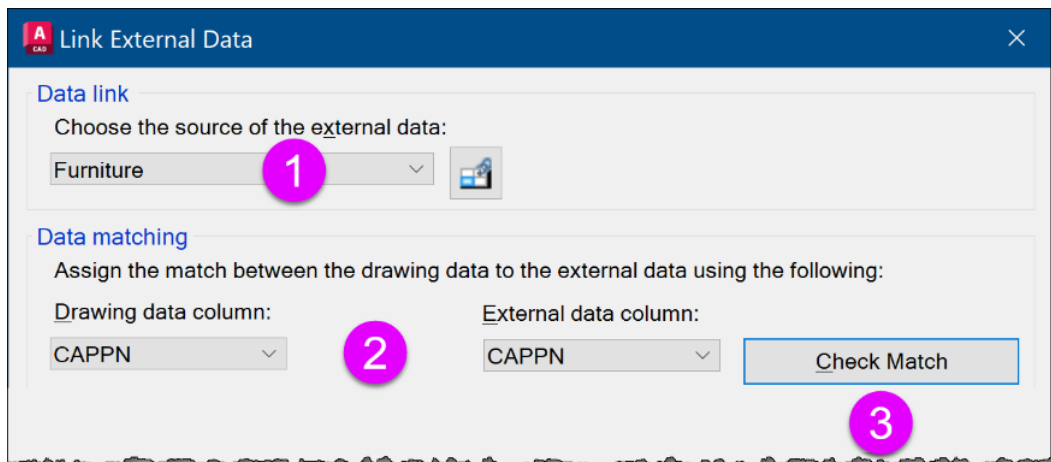 A
CAD
Link External Data
Data link
Choose the source of the external data:
Furniture
1
Data matching
Assign the match between the drawing data to the external data using the following:
Drawing data column:
External data column:
CAPPN
2
CAPPN
Check Match
3